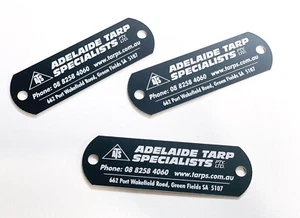 ATS
ADELAIDE TARP
SPECIALISTS PTY LTD
Phone: 08 8258 4060 www.tarps.com.au
662 Port Wakefield Road, Green Fields SA 5107
ATS
ADELAIDE TARP
SPECIALISTS PTY LTD
Phone: 08 8258 4060 www.tarps.com.au
662 Port Wakefield Road, Green Fields SA 5107
ATS
ADELAIDE TARP
SPECIALISTS PTY LTD
Phone: 08 8258 4060 www.tarps.com.au
662 Port Wakefield Road, Green Fields SA 5107